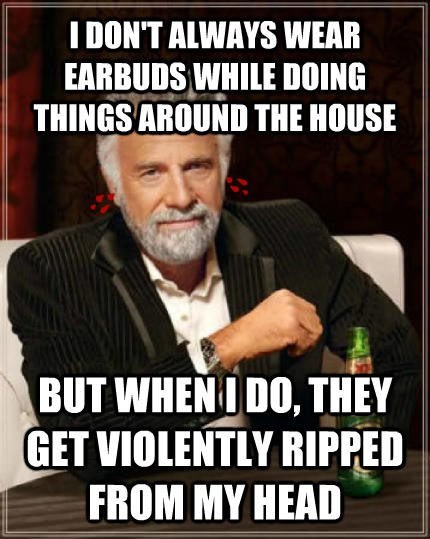 I DON'T ALWAYS WEAR
EARBUDS WHILE DOING
THINGS AROUND THE HOUSE
BUT WHEN I DO, THEY
GET VIOLENTLY RIPPED
FROM MY HEAD